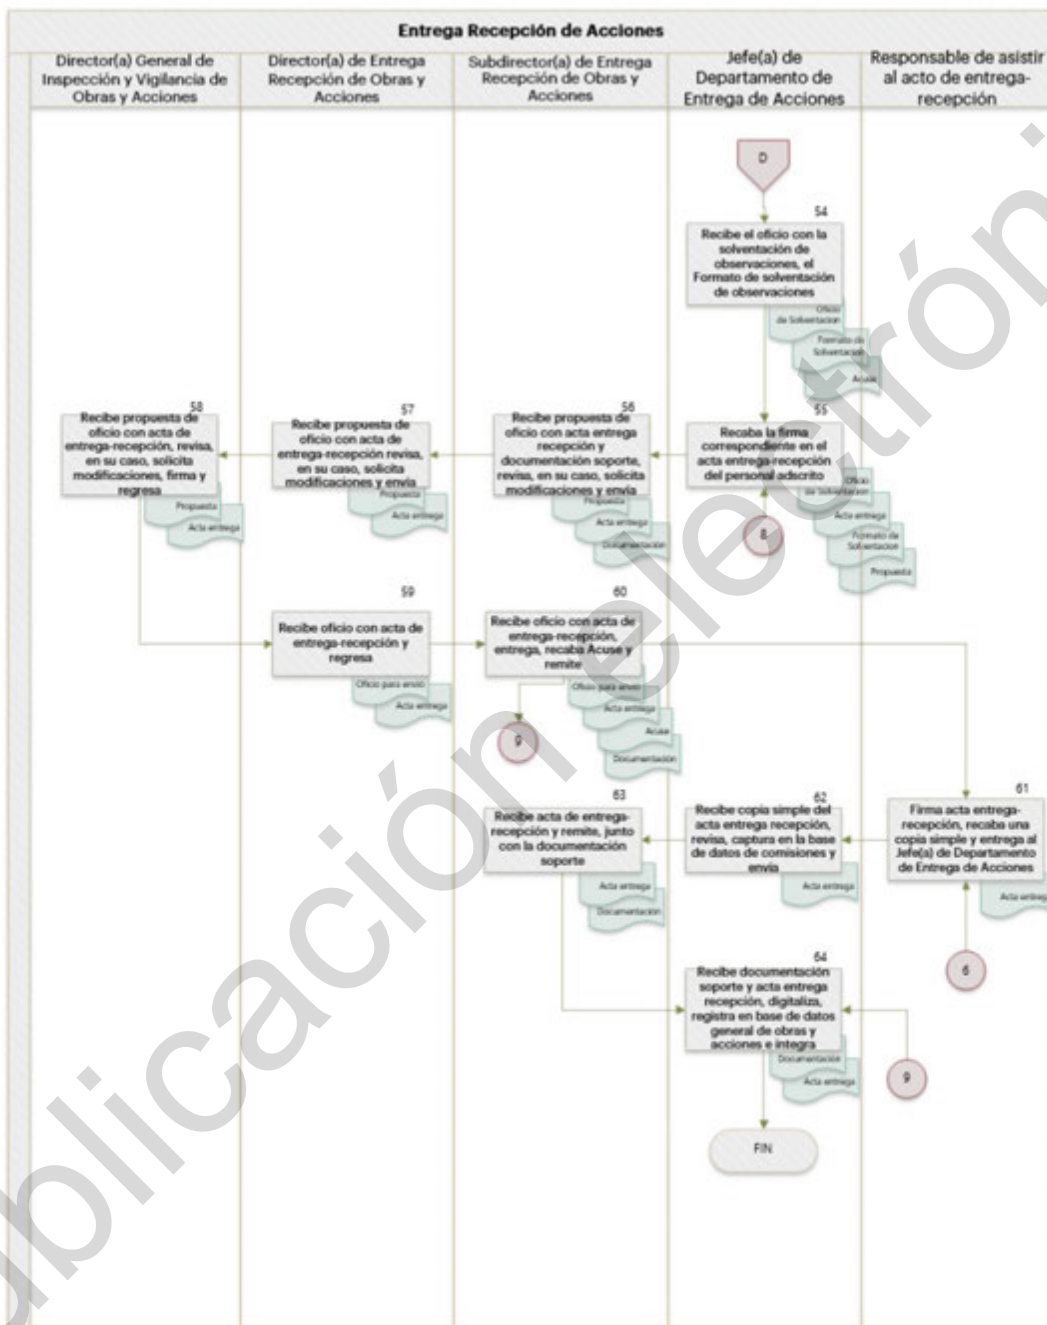 Entrega Recepción de Acciones
Director(a) General de
Inspección y Vigilancia de
Obras y Acciones
Director(a) de Entrega
Recepción de Obras y
Acciones
Subdirector(a) de Entrega
Recepción de Obras y
Acciones
Jefe(a) de
Departamento de
Entrega de Acciones
Responsable de asistir
al acto de entrega-
recepción
D
54
Recibe el oficio con la
solventación de
observaciones, el
Formato de solventación
de observaciones
Oficio
de Solventacion
Formato de
Solventacion
Acuse
58
Recibe propuesta de
oficio con acta de
entrega-recepción, revisa,
en su caso, solicita
modificaciones, firma y
regresa
Propuesta
Acta entrega
57
Recibe propuesta de
oficio con acta de
entrega-recepción revisa,
en su caso, solicita
modificaciones y envía
Propuesta
Acta entrega
56
Recibe propuesta de
oficio con acta entrega
recepción y
documentación soporte,
revisa, en su caso, solicita
modificaciones y envía
Propuesta
Acta entrega
Documentación
55
Recaba la firma
correspondiente en el
acta entrega-recepción
del personal adscrito
Oficio
de Solventacion
Acta entrega
Formato de
Solventacion
Propuesta
8
59
Recibe oficio con acta de
entrega-recepción y
regresa
Oficio para envio
Acta entrega
60
Recibe oficio con acta de
entrega-recepción,
entrega, recaba Acuse y
remite
Oficio para envio
Acta entrega
Acuse
Documentación
9
63
Recibe acta de entrega-
recepción y remite, junto
con la documentación
soporte
Acta entrega
Documentación
62
Recibe copia simple del
acta entrega recepción,
revisa, captura en la base
de datos de comisiones y
envía
Acta entrega
61
Firma acta entrega-
recepción, recaba una
copia simple y entrega al
Jefe(a) de Departamento
de Entrega de Acciones
Acta entrega
6
64
Recibe documentación
soporte y acta entrega
recepción, digitaliza,
registra en base de datos
general de obras y
acciones e integra
Documentación
Acta entrega
9
FIN
ublicación electróni